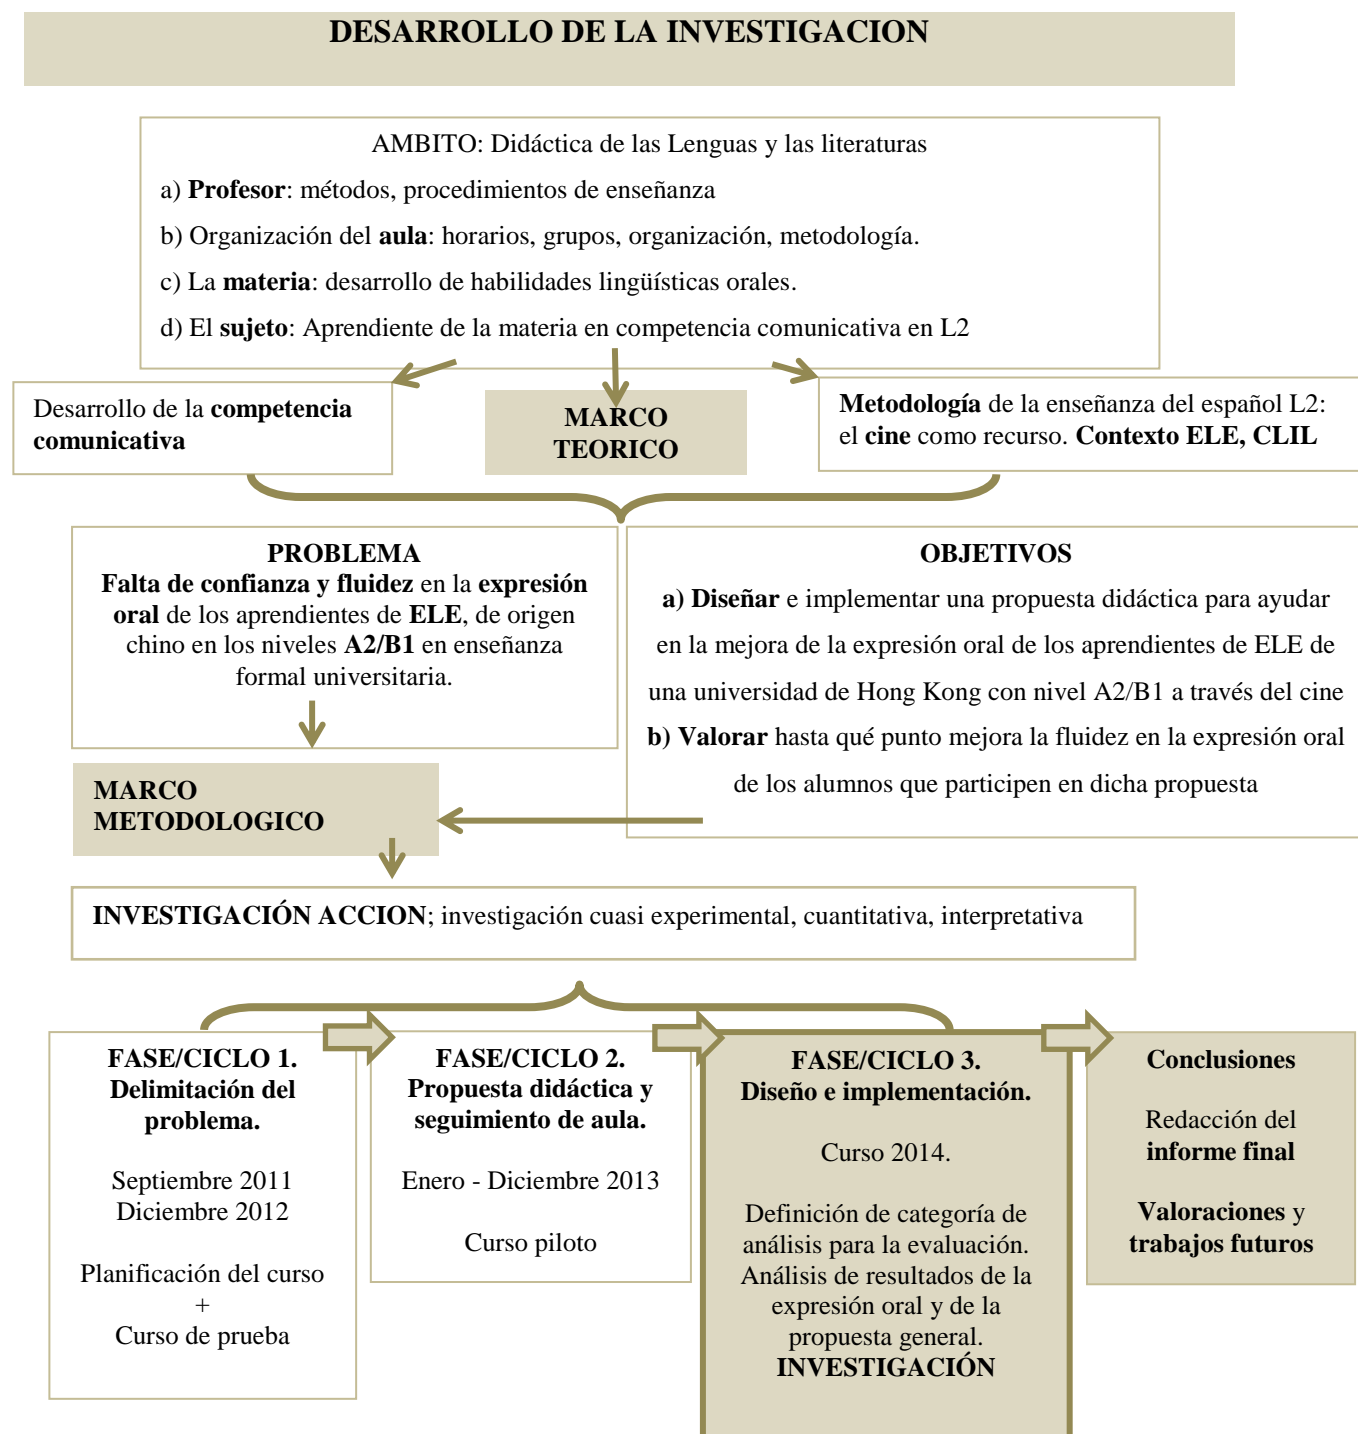 DESARROLLO DE LA INVESTIGACION
AMBITO: Didáctica de las Lenguas y las literaturas
a) Profesor: métodos, procedimientos de enseñanza
b) Organización del aula: horarios, grupos, organización, metodología.
c) La materia: desarrollo de habilidades lingüísticas orales.
d) El sujeto: Aprendiente de la materia en competencia comunicativa en L2
Desarrollo de la competencia
comunicativa
MARCO
TEORICO
Metodología de la enseñanza del español L2:
el cine como recurso. Contexto ELE, CLIL
PROBLEMA
Falta de confianza y fluidez en la expresión
oral de los aprendientes de ELE, de origen
chino en los niveles A2/B1 en enseñanza
formal universitaria.
OBJETIVOS
a) Diseñar e implementar una propuesta didáctica para ayudar
en la mejora de la expresión oral de los aprendientes de ELE de
una universidad de Hong Kong con nivel A2/B1 a través del cine
b) Valorar hasta qué punto mejora la fluidez en la expresión oral
de los alumnos que participen en dicha propuesta
MARCO
METODOLOGICO
INVESTIGACIÓN ACCION; investigación cuasi experimental, cuantitativa, interpretativa
FASE/CICLO 1.
Delimitación del
problema.
Septiembre 2011
Diciembre 2012
Planificación del curso
+
Curso de prueba
FASE/CICLO 2.
Propuesta didáctica y
seguimiento de aula.
Enero - Diciembre 2013
Curso piloto
FASE/CICLO 3.
Diseño e implementación.
Curso 2014.
Definición de categoría de
análisis para la evaluación.
Análisis de resultados de la
expresión oral y de la
propuesta general.
INVESTIGACIÓN
Conclusiones
Redacción del
informe final
Valoraciones y
trabajos futuros